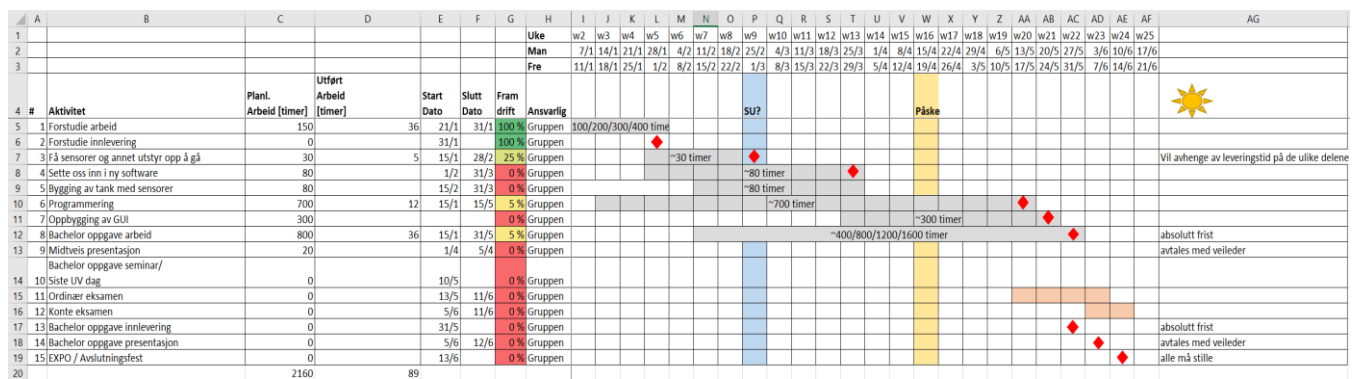 A B C D E F G H I J K L M N O P Q R S T U V W X Y Z AA AB AC AD AE AF AG
1 Uke w2 w3 w4 w5 w6 w7 w8 w9 w10 w11 w12 w13 w14 w15 w16 w17 w18 w19 w20 w21 w22 w23 w24 w25
2 Man 7/1 14/1 21/1 28/1 4/2 11/2 18/2 25/2 4/3 11/3 18/3 25/3 1/4 8/4 15/4 22/4 29/4 6/5 13/5 20/5 27/5 3/6 10/6 17/6
3 Fre 11/1 18/1 25/1 1/2 8/2 15/2 22/2 1/3 8/3 15/3 22/3 29/3 5/4 12/4 19/4 26/4 3/5 10/5 17/5 24/5 31/5 7/6 14/6 21/6
Utført
Planl. Arbeid Start Slutt Fram
4 # Aktivitet Arbeid [timer] [timer] Dato Dato drift Ansvarlig SU? Påske
5 1 Forstudie arbeid 150 36 21/1 31/1 100 % Gruppen 100/200/300/400 time
6 2 Forstudie innlevering 0 31/1 100 % Gruppen
7 3 Få sensorer og annet utstyr opp å gå 30 5 15/1 28/2 25 % Gruppen ~30 timer Vil avhenge av leveringstid på de ulike delene
8 4 Sette oss inn i ny software 80 1/2 31/3 0 % Gruppen ~80 timer
9 5 Bygging av tank med sensorer 80 15/2 31/3 0 % Gruppen ~80 timer
10 6 Programmering 700 12 15/1 15/5 5 % Gruppen ~700 timer
11 7 Oppbygging av GUI 300 0 % Gruppen ~300 timer
12 8 Bachelor oppgave arbeid 800 36 15/1 31/5 5 % Gruppen ~400/800/1200/1600 timer absolutt frist
13 9 Midtveis presentasjon 20 1/4 5/4 0 % Gruppen avtales med veileder
Bachelor oppgave seminar/
14 10 Siste UV dag 0 10/5 0 % Gruppen
15 11 Ordinær eksamen 0 13/5 11/6 0 % Gruppen
16 12 Konte eksamen 0 5/6 11/6 0 % Gruppen
17 13 Bachelor oppgave innlevering 0 31/5 0 % Gruppen absolutt frist
18 14 Bachelor oppgave presentasjon 0 5/6 12/6 0 % Gruppen avtales med veileder
19 15 EXPO / Avslutningsfest 0 13/6 0 % Gruppen alle må stille
20 2160 89